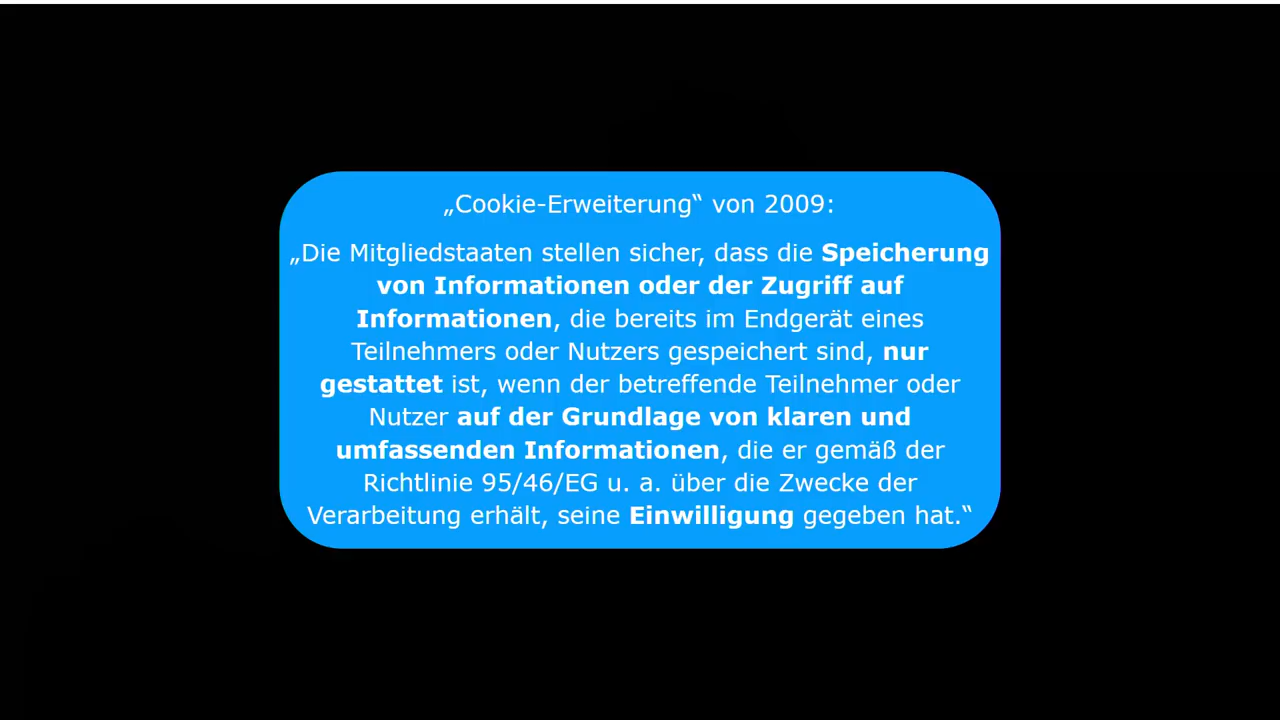 „Cookie-Erweiterung“ von 2009:
„Die Mitgliedstaaten stellen sicher, dass die Speicherung
von Informationen oder der Zugriff auf
Informationen, die bereits im Endgerät eines
Teilnehmers oder Nutzers gespeichert sind, nur
gestattet ist, wenn der betreffende Teilnehmer oder
Nutzer auf der Grundlage von klaren und
umfassenden Informationen, die er gemäß der
Richtlinie 95/46/EG u. a. über die Zwecke der
Verarbeitung erhält, seine Einwilligung gegeben hat.“